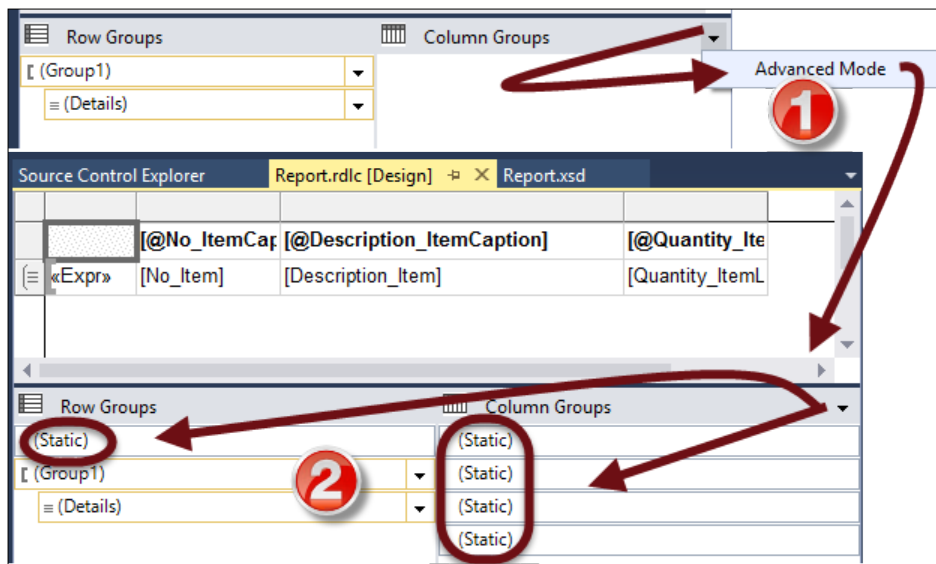 Row Groups Column Groups
[ (Group1)
Advanced Mode
≡ (Details)
1
Source Control Explorer Report.rdlc [Design] Report.xsd
[@No_ItemCap [@Description_ItemCaption] [@Quantity_Ite
«Expr» [No_Item] [Description_Item] [Quantity_ItemL
Row Groups Column Groups
(Static) (Static)
[ (Group1) (Static)
≡ (Details) (Static)
(Static)
2